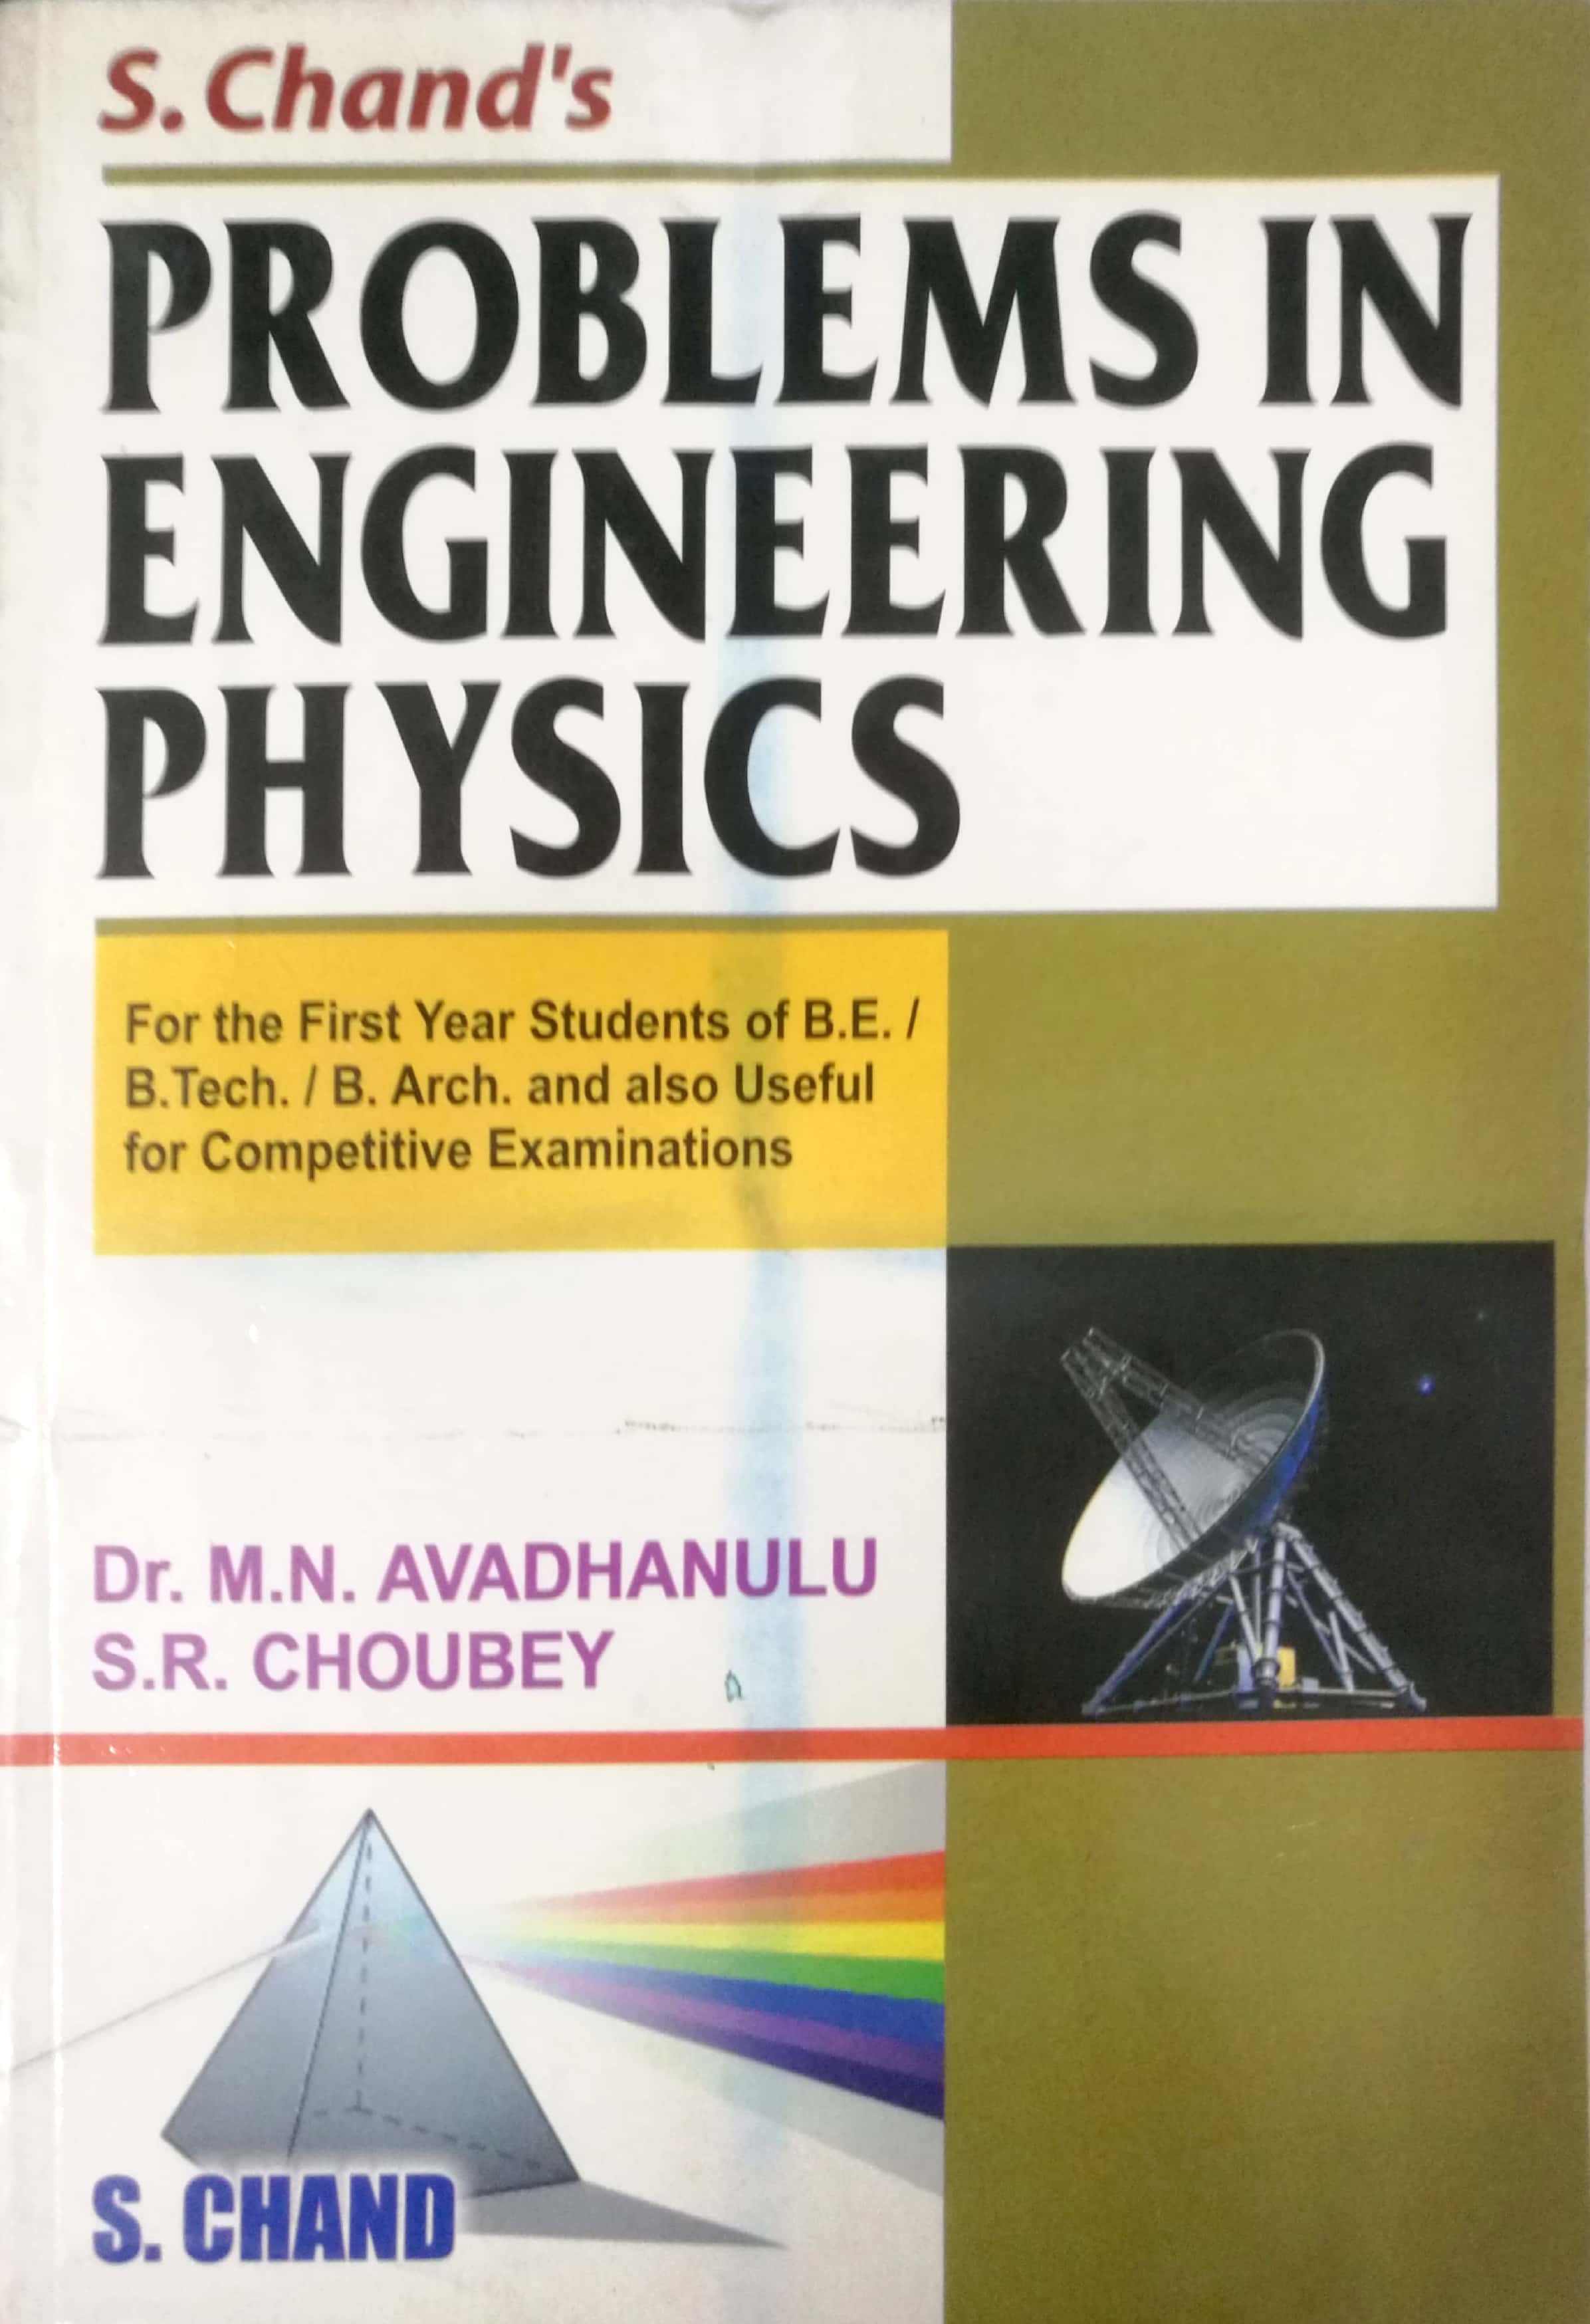 S. Chand's
PROBLEMS IN
ENGINEERING
PHYSICS
For the First Year Students of B.E. /
B.Tech. / B. Arch. and also Useful
for Competitive Examinations
Dr. M.N. AVADHANULU
S.R. CHOUBEY
S. CHAND